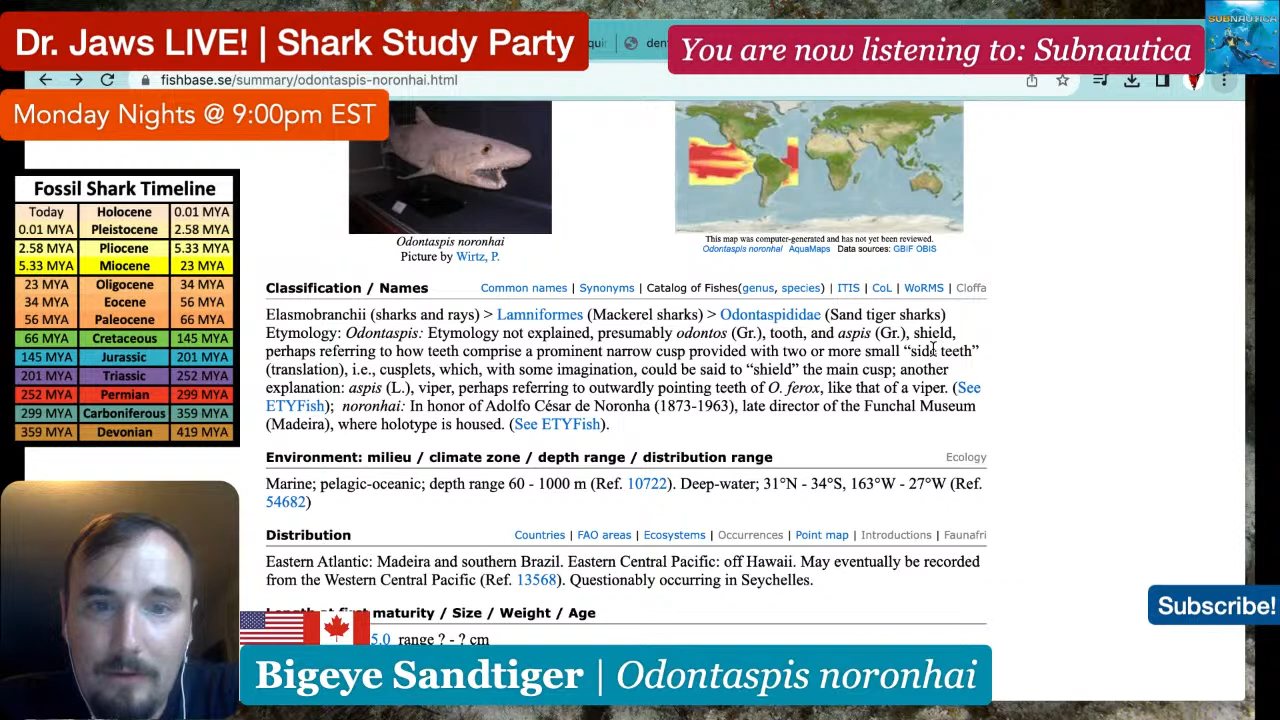 Dr. Jaws LIVE! | Shark Study Party
You are now listening to: Subnautica
SUBNAUTICA
fishbase.se/summary/odontaspis-noronhai.html
Monday Nights @ 9:00pm EST
Fossil Shark Timeline
Today Holocene 0.01 MYA
0.01 MYA Pleistocene 2.58 MYA
2.58 MYA Pliocene 5.33 MYA
5.33 MYA Miocene 23 MYA
23 MYA Oligocene 34 MYA
34 MYA Eocene 56 MYA
56 MYA Paleocene 66 MYA
66 MYA Cretaceous 145 MYA
145 MYA Jurassic 201 MYA
201 MYA Triassic 252 MYA
252 MYA Permian 299 MYA
299 MYA Carboniferous 359 MYA
359 MYA Devonian 419 MYA
Odontaspis noronhai
Picture by Wirtz, P.
This map was computer-generated and has not yet been reviewed.
Odontaspis noronhai AquaMaps Data sources: GBIF OBIS
Classification / Names Common names | Synonyms | Catalog of Fishes(genus, species) | ITIS | CoL | WoRMS | Cloffa
Elasmobranchii (sharks and rays) > Lamniformes (Mackerel sharks) > Odontaspididae (Sand tiger sharks)
Etymology: Odontaspis: Etymology not explained, presumably odontos (Gr.), tooth, and aspis (Gr.), shield,
perhaps referring to how teeth comprise a prominent narrow cusp provided with two or more small “side teeth”
(translation), i.e., cusplets, which, with some imagination, could be said to “shield” the main cusp; another
explanation: aspis (L.), viper, perhaps referring to outwardly pointing teeth of O. ferox, like that of a viper. (See
ETYFish); noronhai: In honor of Adolfo César de Noronha (1873-1963), late director of the Funchal Museum
(Madeira), where holotype is housed. (See ETYFish).
Environment: milieu / climate zone / depth range / distribution range Ecology
Marine; pelagic-oceanic; depth range 60 - 1000 m (Ref. 10722). Deep-water; 31°N - 34°S, 163°W - 27°W (Ref.
54682)
Distribution Countries | FAO areas | Ecosystems | Occurrences | Point map | Introductions | Faunafri
Eastern Atlantic: Madeira and southern Brazil. Eastern Central Pacific: off Hawaii. May eventually be recorded
from the Western Central Pacific (Ref. 13568). Questionably occurring in Seychelles.
Length at first maturity / Size / Weight / Age
5.0 range ? - ? cm
Subscribe!
Bigeye Sandtiger | Odontaspis noronhai